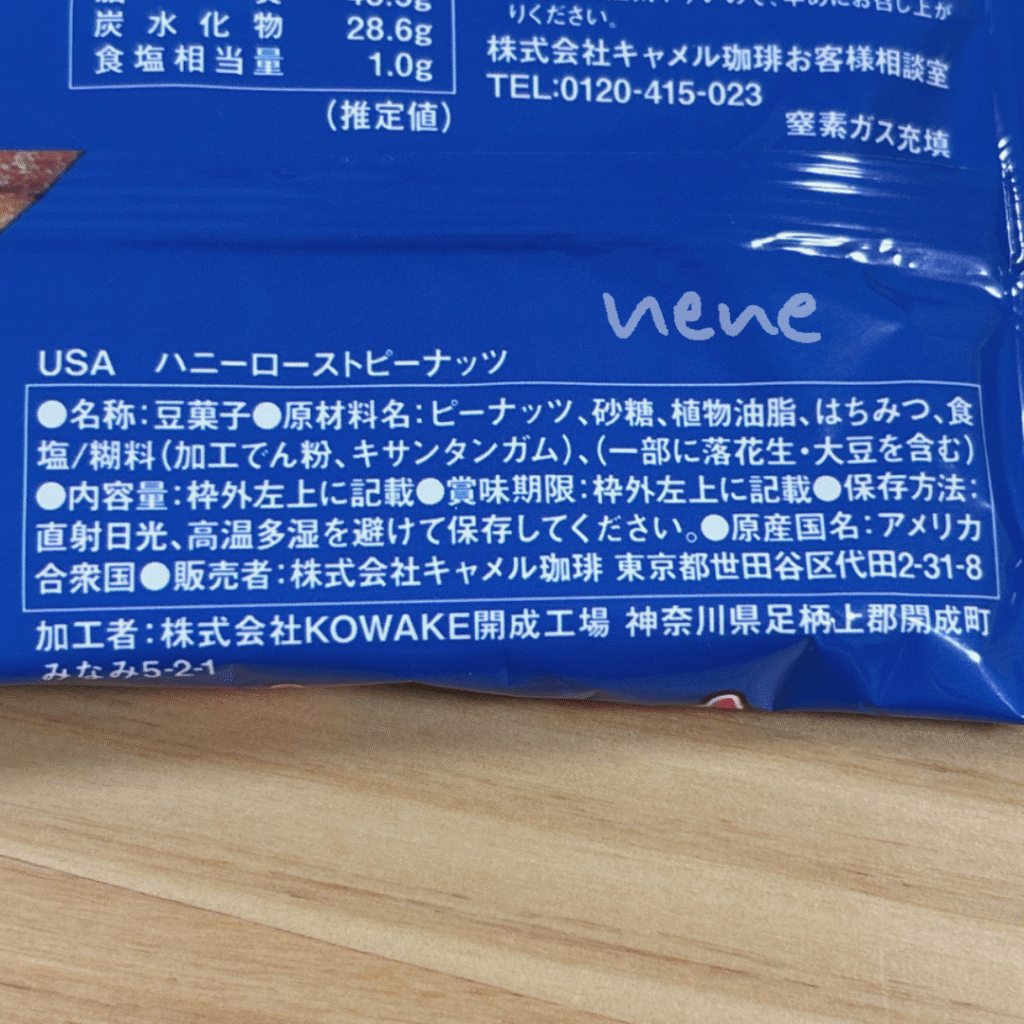 炭水化物 28.6g
食塩相当量 1.0g
(推定値)
りください。
株式会社キャメル珈琲お客様相談室
TEL:0120-415-023
窒素ガス充填
nene
USA ハニーローストピーナッツ
●名称:豆菓子●原材料名:ピーナッツ、砂糖、植物油脂、はちみつ、食
塩/糊料(加工でん粉、キサンタンガム)、(一部に落花生・大豆を含む)
●内容量:枠外左上に記載●賞味期限:枠外左上に記載●保存方法:
直射日光、高温多湿を避けて保存してください。●原産国名:アメリカ
合衆国●販売者:株式会社キャメル珈琲 東京都世田谷区代田2-31-8
加工者:株式会社KOWAKE開成工場 神奈川県足柄上郡開成町
みなみ5-2-1